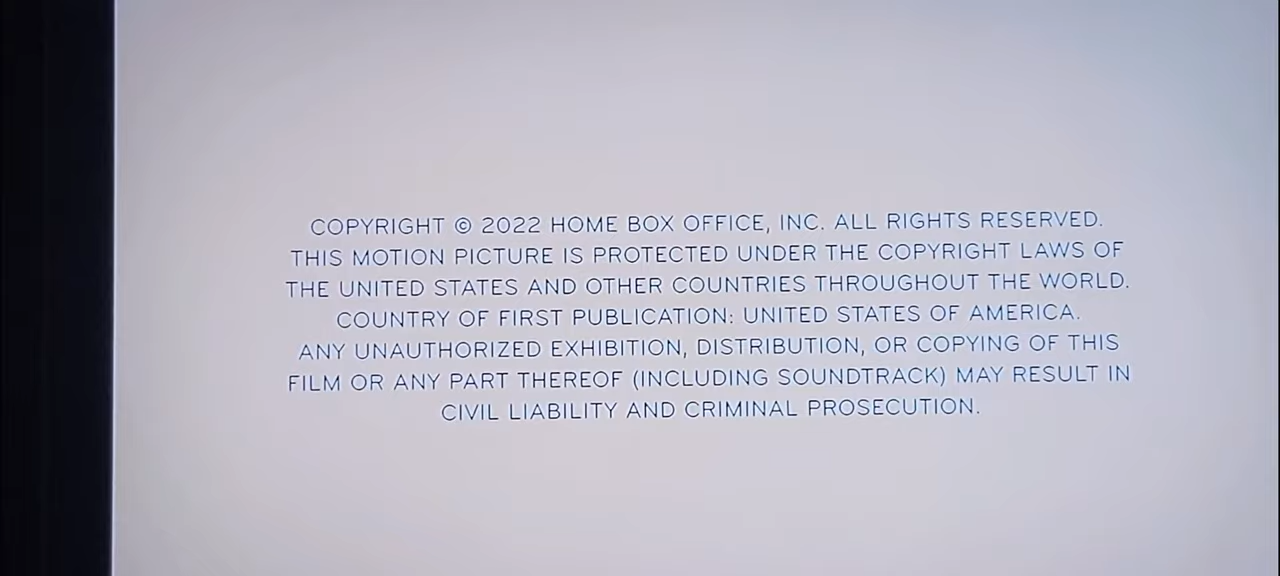 COPYRIGHT © 2022 HOME BOX OFFICE, INC. ALL RIGHTS RESERVED.
THIS MOTION PICTURE IS PROTECTED UNDER THE COPYRIGHT LAWS OF
THE UNITED STATES AND OTHER COUNTRIES THROUGHOUT THE WORLD.
COUNTRY OF FIRST PUBLICATION: UNITED STATES OF AMERICA.
ANY UNAUTHORIZED EXHIBITION, DISTRIBUTION, OR COPYING OF THIS
FILM OR ANY PART THEREOF (INCLUDING SOUNDTRACK) MAY RESULT IN
CIVIL LIABILITY AND CRIMINAL PROSECUTION.